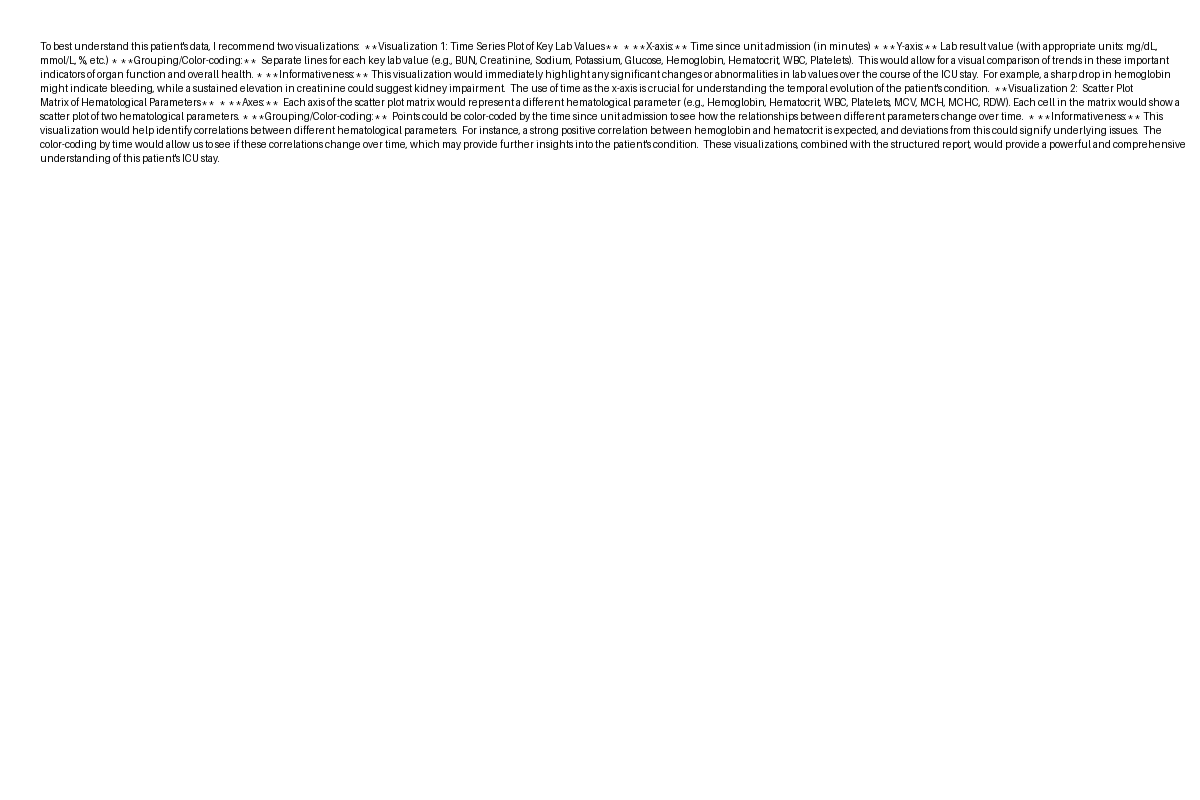 To best understand this patient's data, I recommend two visualizations:  **Visualization 1: Time Series Plot of Key Lab Values**  * **X-axis:** Time since unit admission (in minutes) * **Y-axis:** Lab result value (with appropriate units: mg/dL,
mmol/L, %, etc.) * **Grouping/Color-coding:**  Separate lines for each key lab value (e.g., BUN, Creatinine, Sodium, Potassium, Glucose, Hemoglobin, Hematocrit, WBC, Platelets).  This would allow for a visual comparison of trends in these important
indicators of organ function and overall health. * **Informativeness:** This visualization would immediately highlight any significant changes or abnormalities in lab values over the course of the ICU stay.  For example, a sharp drop in hemoglobin
might indicate bleeding, while a sustained elevation in creatinine could suggest kidney impairment.  The use of time as the x-axis is crucial for understanding the temporal evolution of the patient's condition.  **Visualization 2:  Scatter Plot
Matrix of Hematological Parameters**  * **Axes:**  Each axis of the scatter plot matrix would represent a different hematological parameter (e.g., Hemoglobin, Hematocrit, WBC, Platelets, MCV, MCH, MCHC, RDW). Each cell in the matrix would show a
scatter plot of two hematological parameters. * **Grouping/Color-coding:**  Points could be color-coded by the time since unit admission to see how the relationships between different parameters change over time.  * **Informativeness:** This
visualization would help identify correlations between different hematological parameters.  For instance, a strong positive correlation between hemoglobin and hematocrit is expected, and deviations from this could signify underlying issues.  The
color-coding by time would allow us to see if these correlations change over time, which may provide further insights into the patient's condition.  These visualizations, combined with the structured report, would provide a powerful and comprehensive
understanding of this patient's ICU stay.